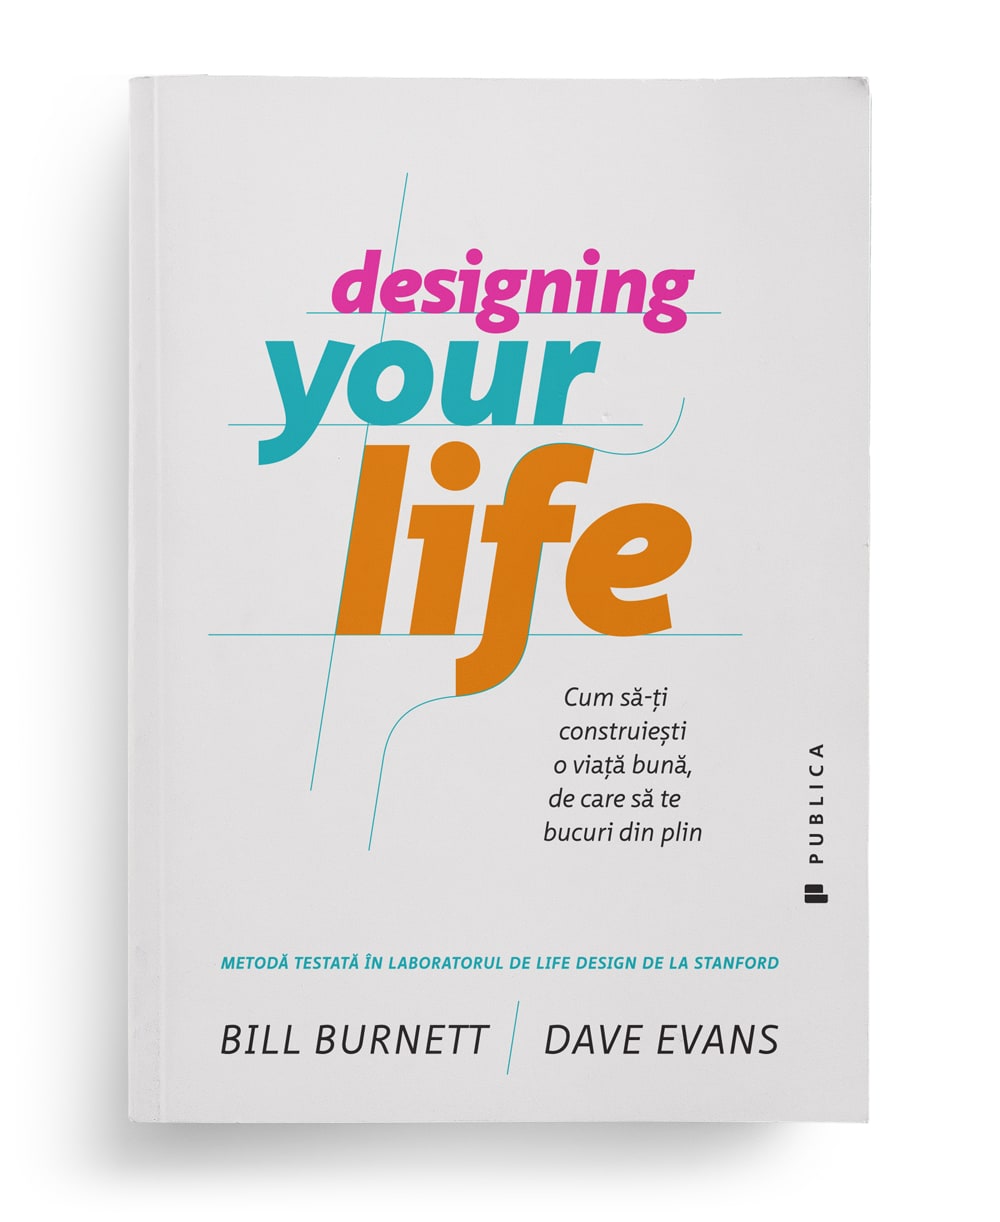 designing
your
life
Cum să-ți
construiești
o viață bună,
de care să te
bucuri din plin
PUBLICA
METODĂ TESTATĂ ÎN LABORATORUL DE LIFE DESIGN DE LA STANFORD
BILL BURNETT
DAVE EVANS